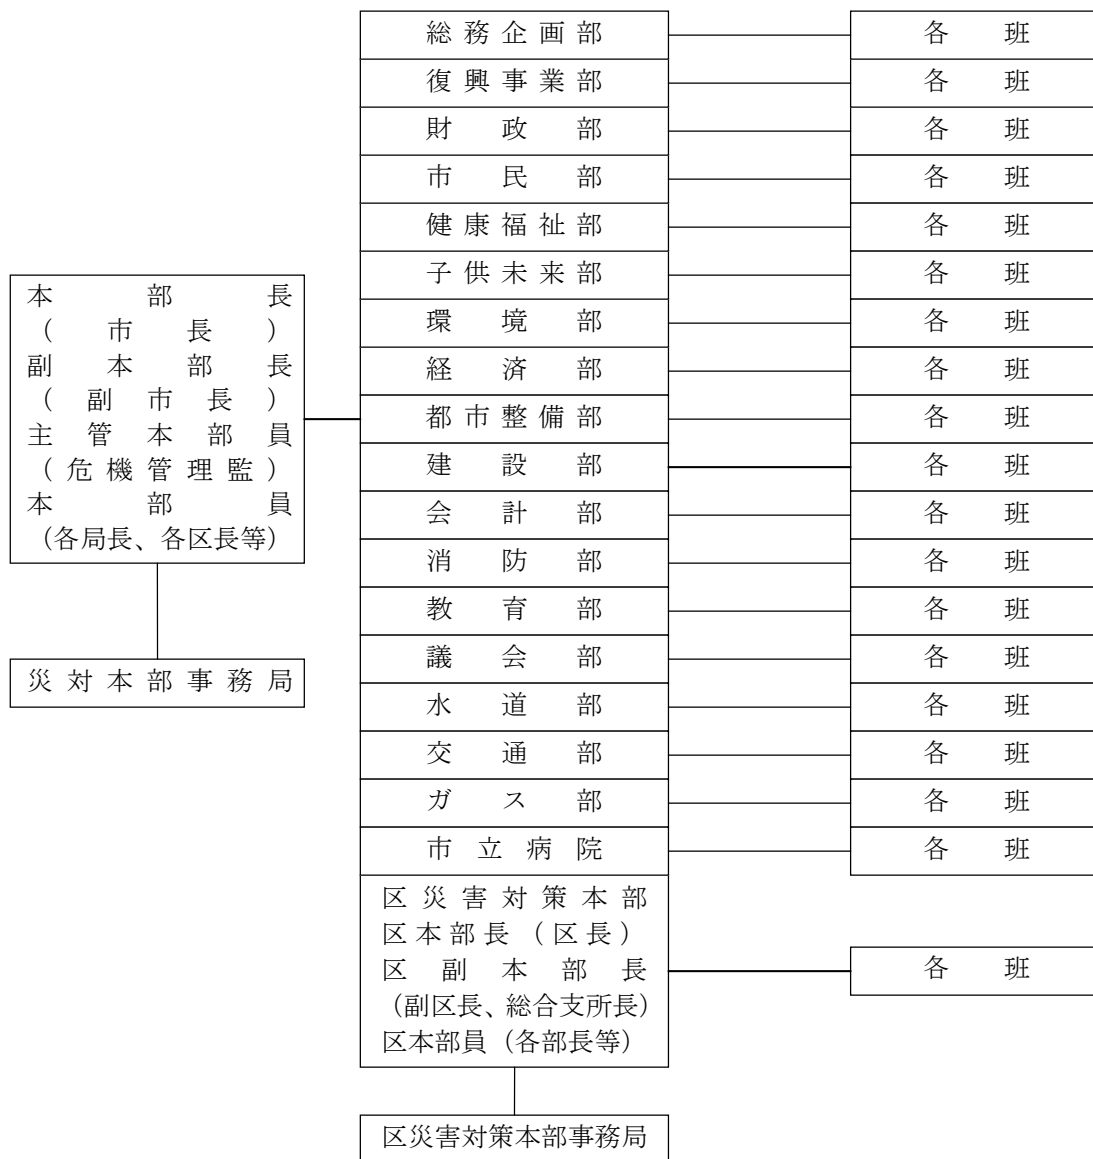 本部長
(市長)
副本部長
(副市長)
主管本部員
(危機管理監)
本部員
(各局長、各区長等)
災対本部事務局
総務企画部 各班
復興事業部 各班
財政部 各班
市民部 各班
健康福祉部 各班
子供未来部 各班
環境部 各班
経済部 各班
都市整備部 各班
建設部 各班
会計部 各班
消防部 各班
教育部 各班
議会部 各班
水道部 各班
交通部 各班
ガス部 各班
市立病院 各班
区災害対策本部
区本部長(区長)
区副本部長
(副区長、総合支所長)
区本部員(各部長等)
各班
区災害対策本部事務局